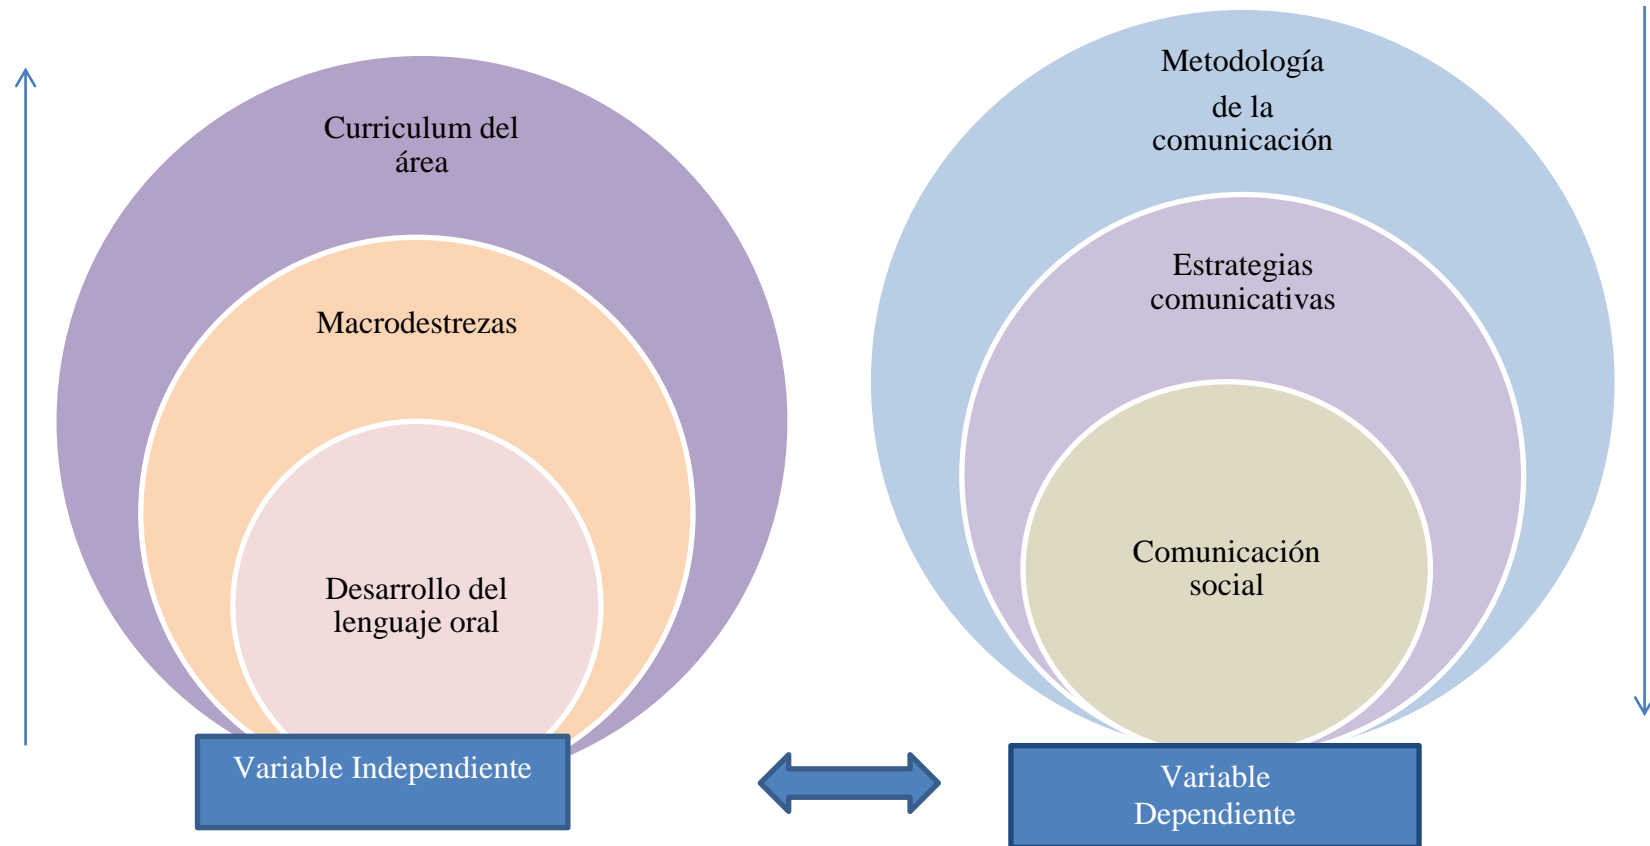 Curriculum del
área
Macrodestrezas
Desarrollo del
lenguaje oral
Variable Independiente
Metodología
de la
comunicación
Estrategias
comunicativas
Comunicación
social
Variable
Dependiente